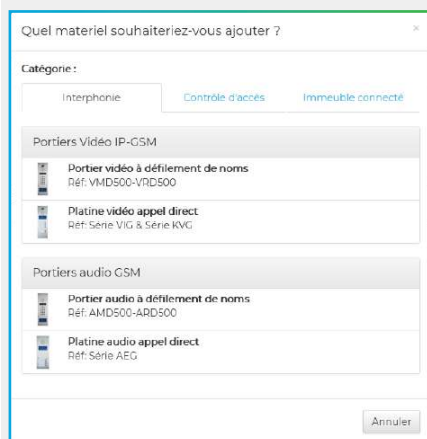 Quel materiel souhaiteriez-vous ajouter ?
×
Catégorie :
Interphonie
Contrôle d'accés
Immeuble connecté
Portiers Vidéo IP-GSM
Portier vidéo à défilement de noms
Réf: VMD500-VRD500
Platine vidéo appel direct
Réf: Série VIG & Série KVG
Portiers audio GSM
Portier audio à défilement de noms
Réf: AMD500-ARD500
Platine audio appel direct
Réf: Série AEG
Annuler